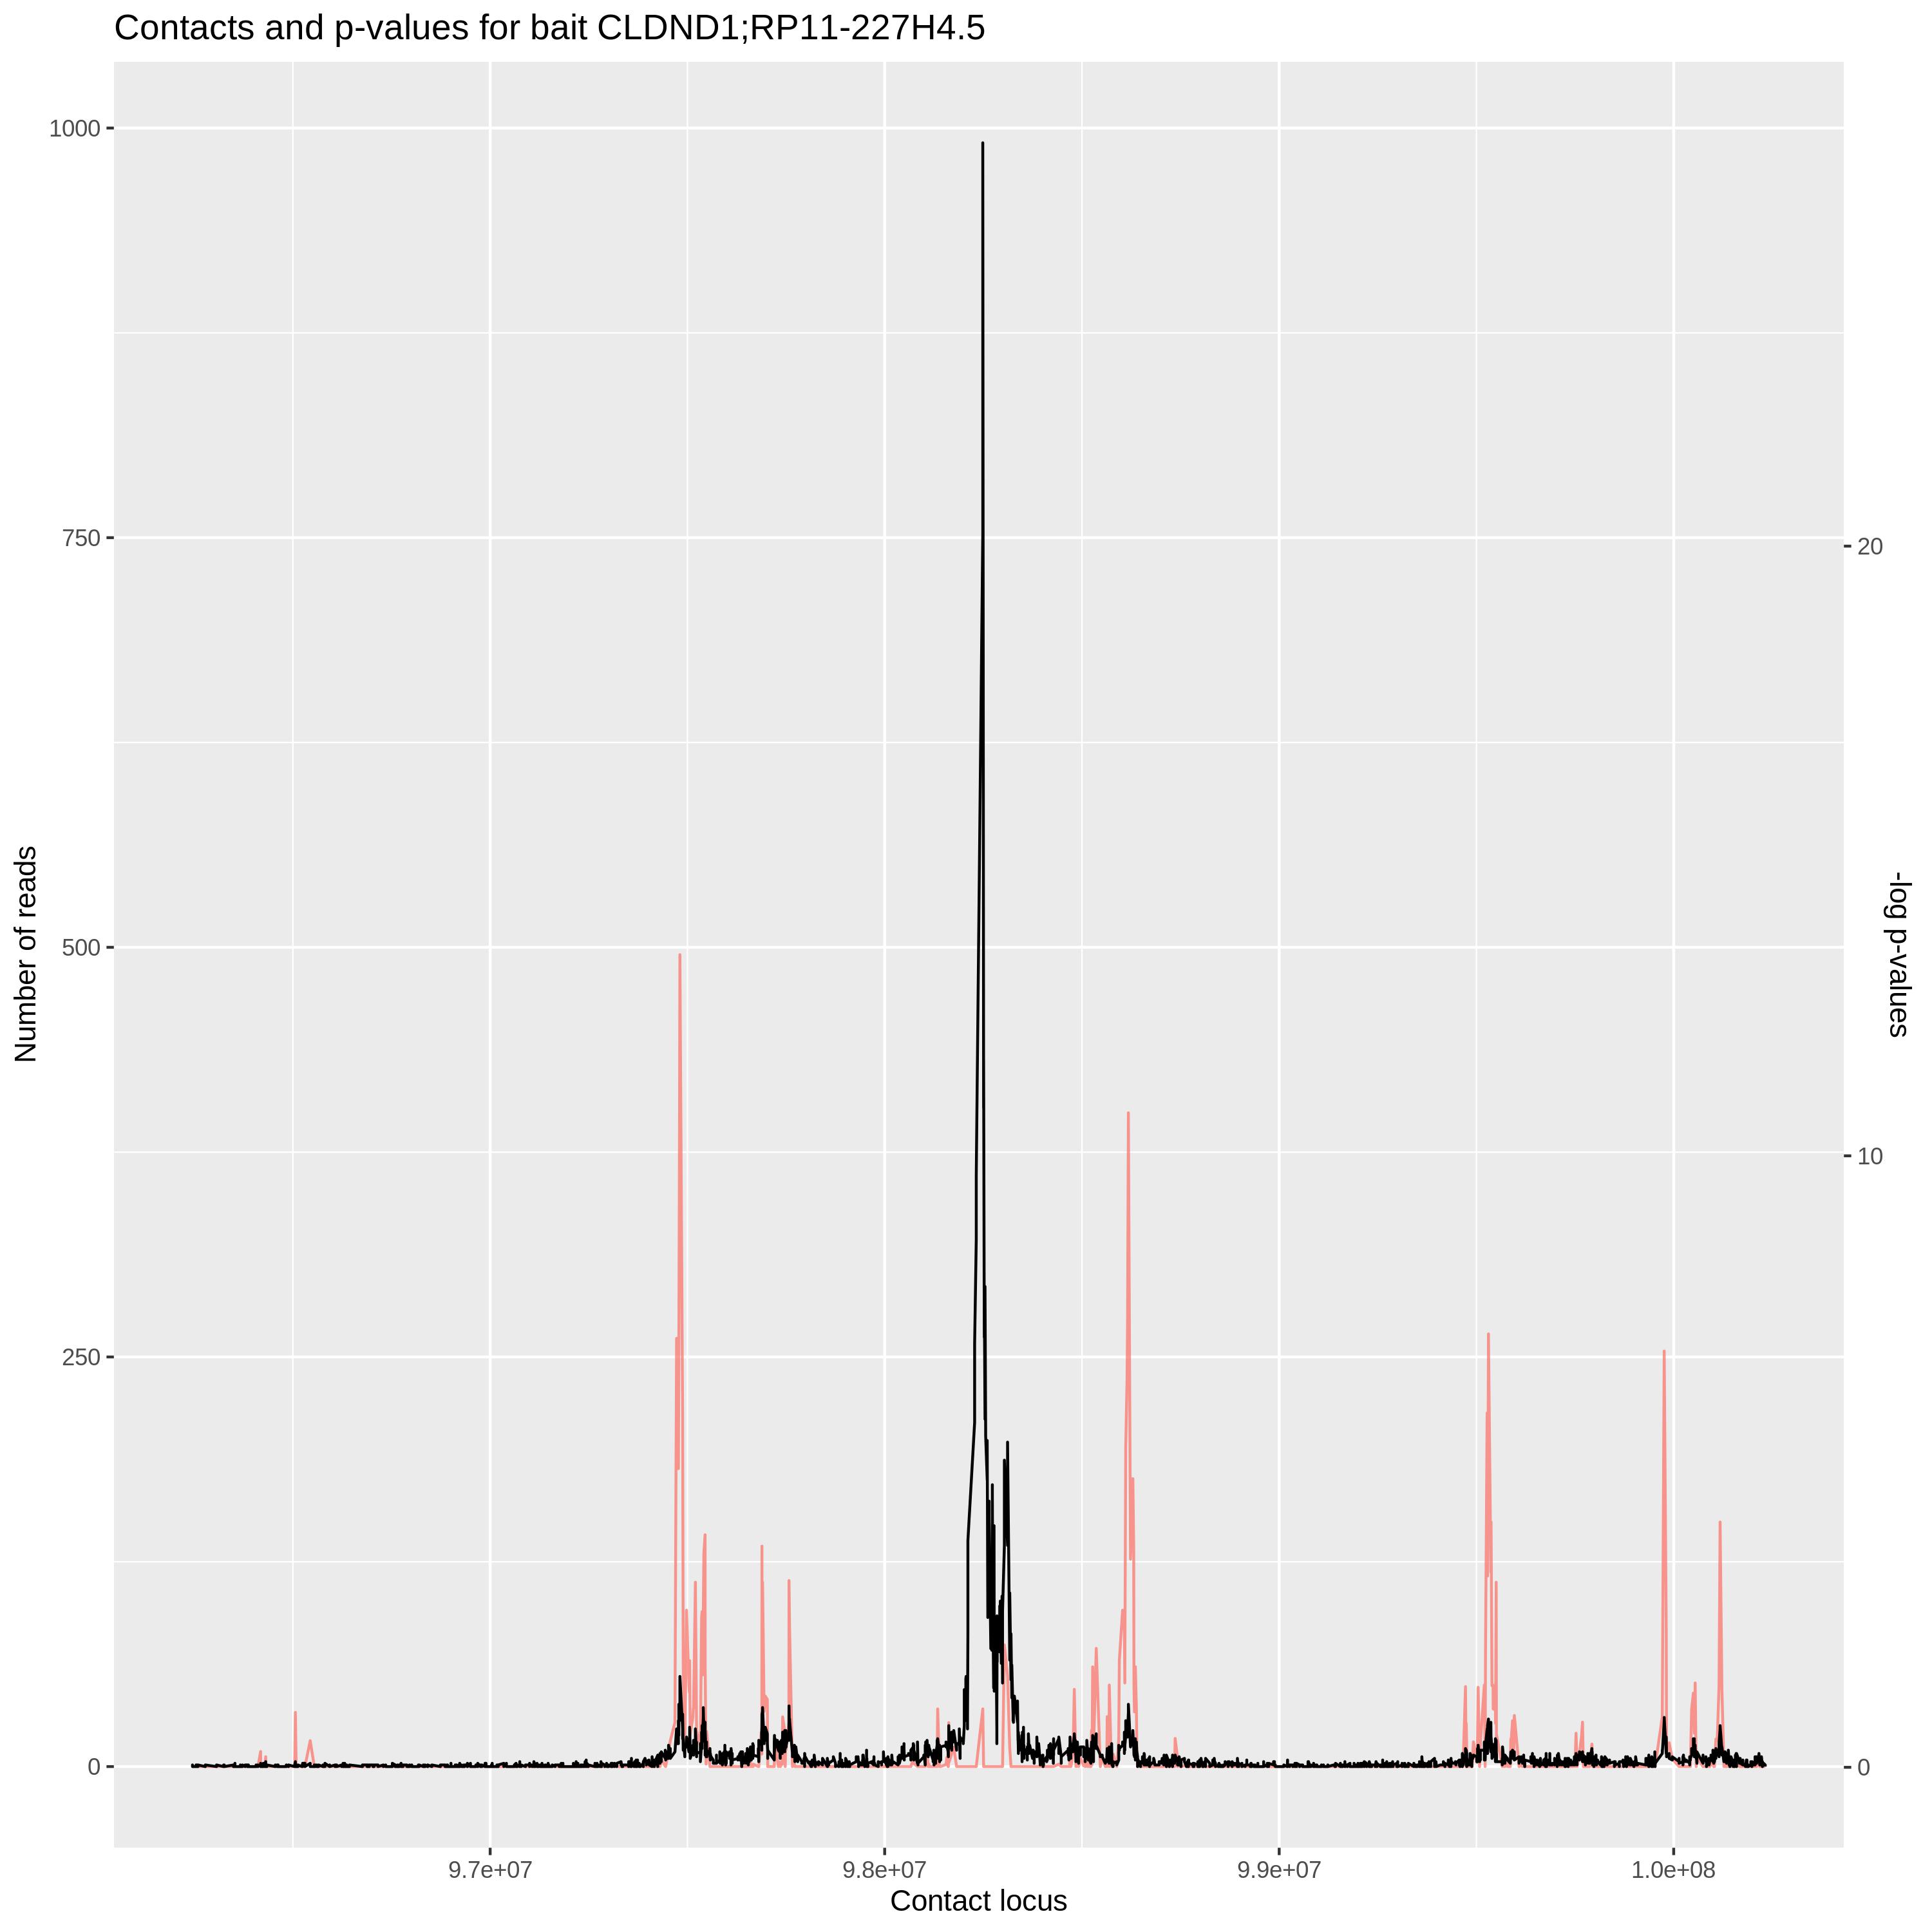 Contacts and p-values for bait CLDND1;RP11-227H4.5
1000
750
500
250
0
Number of reads
20
10
0
-log p-values
9.7e+07
9.8e+07
9.9e+07
1.0e+08
Contact locus